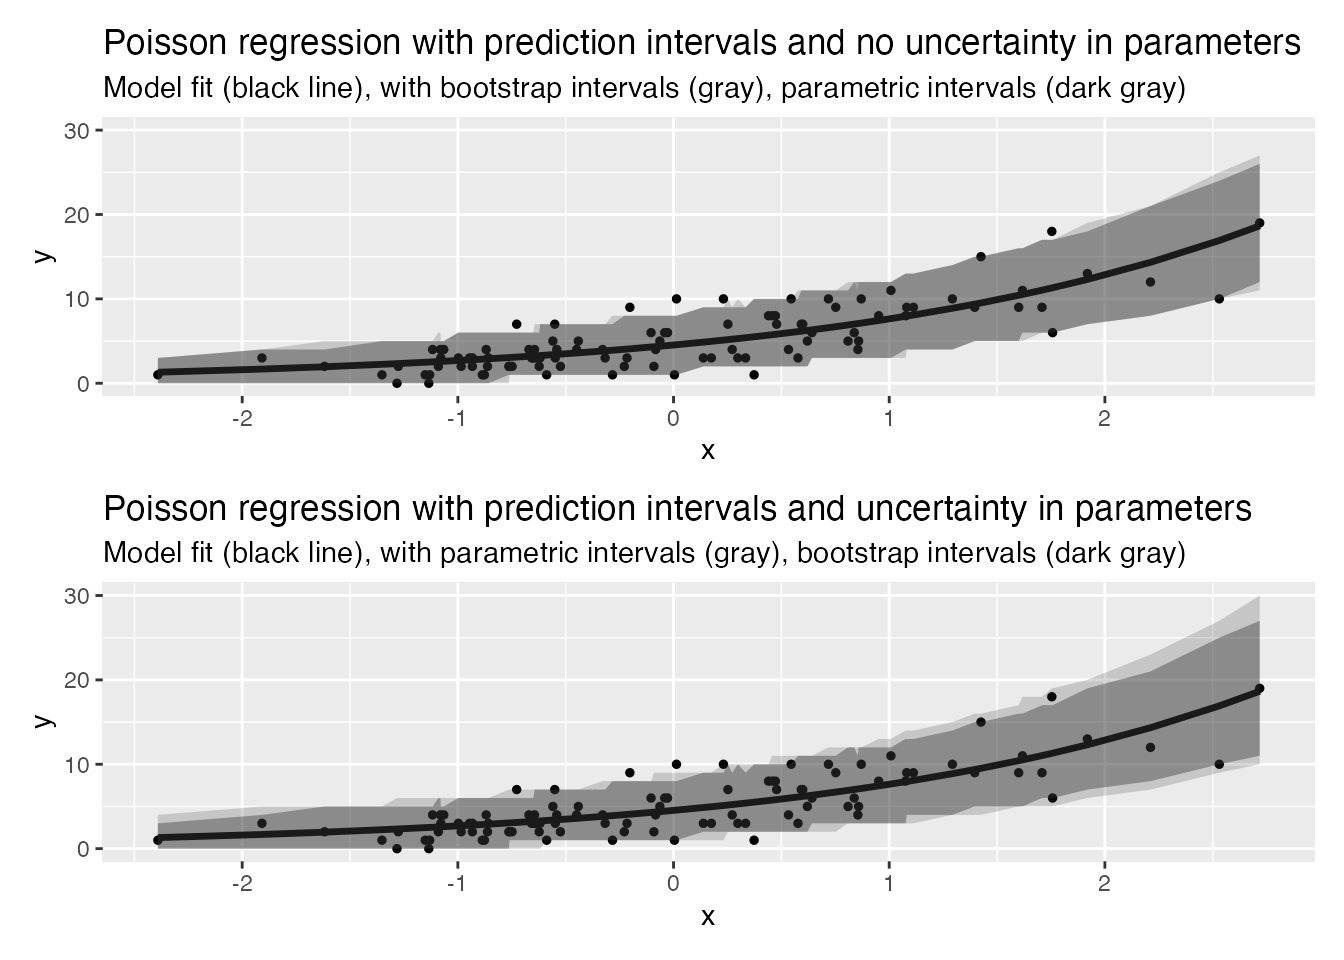 Poisson regression with prediction intervals and no uncertainty in parameters
Model fit (black line), with bootstrap intervals (gray), parametric intervals (dark gray)
30
20
10
0
y
-2 -1 0 1 2
x
Poisson regression with prediction intervals and uncertainty in parameters
Model fit (black line), with parametric intervals (gray), bootstrap intervals (dark gray)
30
20
10
0
y
-2 -1 0 1 2
x